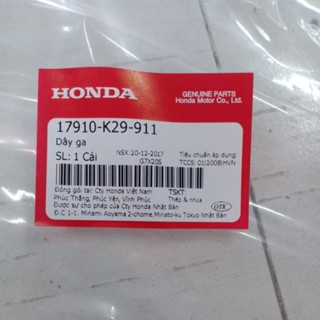 HONDA
GENUINE PARTS
Honda Motor Co., Ltd.
17910-K29-911
Dây ga
SL: 1 Cái
NSX: 20-12-2017
G7X20S
Tiêu chuẩn áp dụng
TCCS: 01:2008/HVN
Đóng gói tại: Cty Honda Việt Nam
Phúc Thắng, Phúc Yên, Vĩnh Phúc
TSKT:
Thép & nhựa
Được sự cho phép của Cty Honda Nhật Bản
Đ.C 1-1, Minami Aoyama 2-chome, Minato-ku Tokyo Nhật Bản
QTK